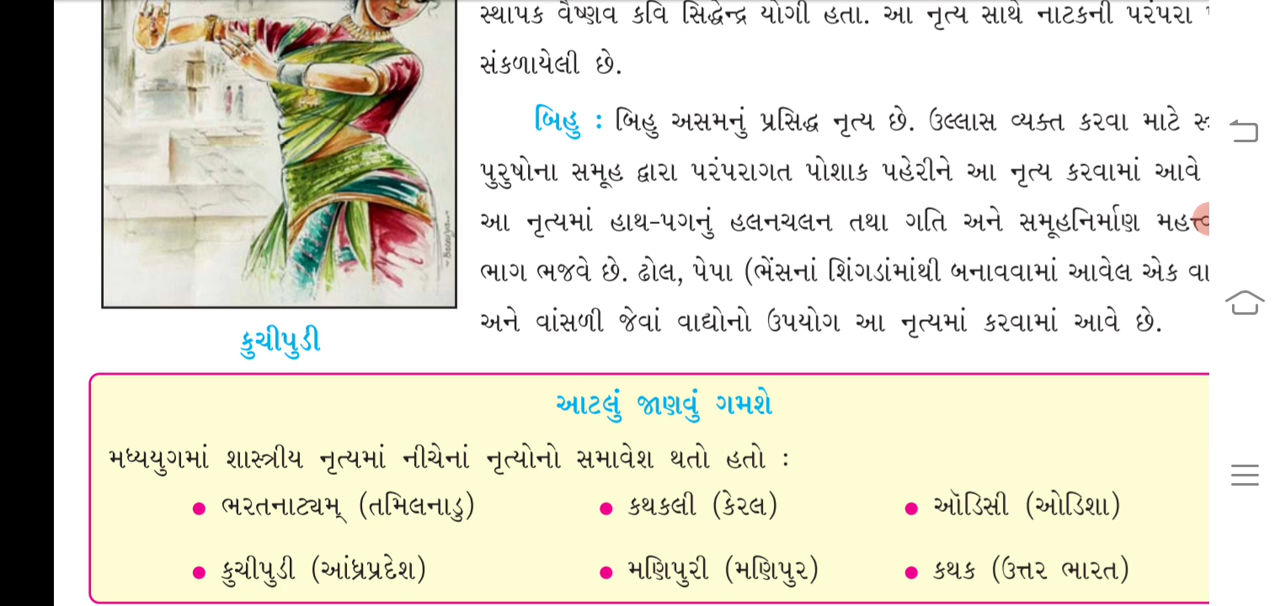 સ્થાપક વૈષ્ણવ કવિ સિદ્ધેન્દ્ર યોગી હતા. આ નૃત્ય સાથે નાટકની પરંપરા
સંકળાયેલી છે.
બિહુ : બિહુ અસમનું પ્રસિદ્ધ નૃત્ય છે. ઉલ્લાસ વ્યક્ત કરવા માટે
પુરુષોના સમૂહ દ્વારા પરંપરાગત પોશાક પહેરીને આ નૃત્ય કરવામાં આવે
આ નૃત્યમાં હાથ-પગનું હલનચલન તથા ગતિ અને સમૂહનિર્માણ
ભાગ ભજવે છે. ઢોલ, પેપા (ભેંસનાં શિંગડાંમાંથી બનાવવામાં આવેલ એક વા
અને વાંસળી જેવાં વાદ્યોનો ઉપયોગ આ નૃત્યમાં કરવામાં આવે છે.
કુચીપુડી
આટલું જાણવું ગમશે
મધ્યયુગમાં શાસ્ત્રીય નૃત્યમાં નીચેનાં નૃત્યોનો સમાવેશ થતો હતો :
• ભરતનાટ્યમ્ (તમિલનાડુ) • કથકલી (કેરલ) • ઑડિસી (ઓડિશા)
• કુચીપુડી (આંધ્રપ્રદેશ) • મણિપુરી (મણિપુર) • કથક (ઉત્તર ભારત)